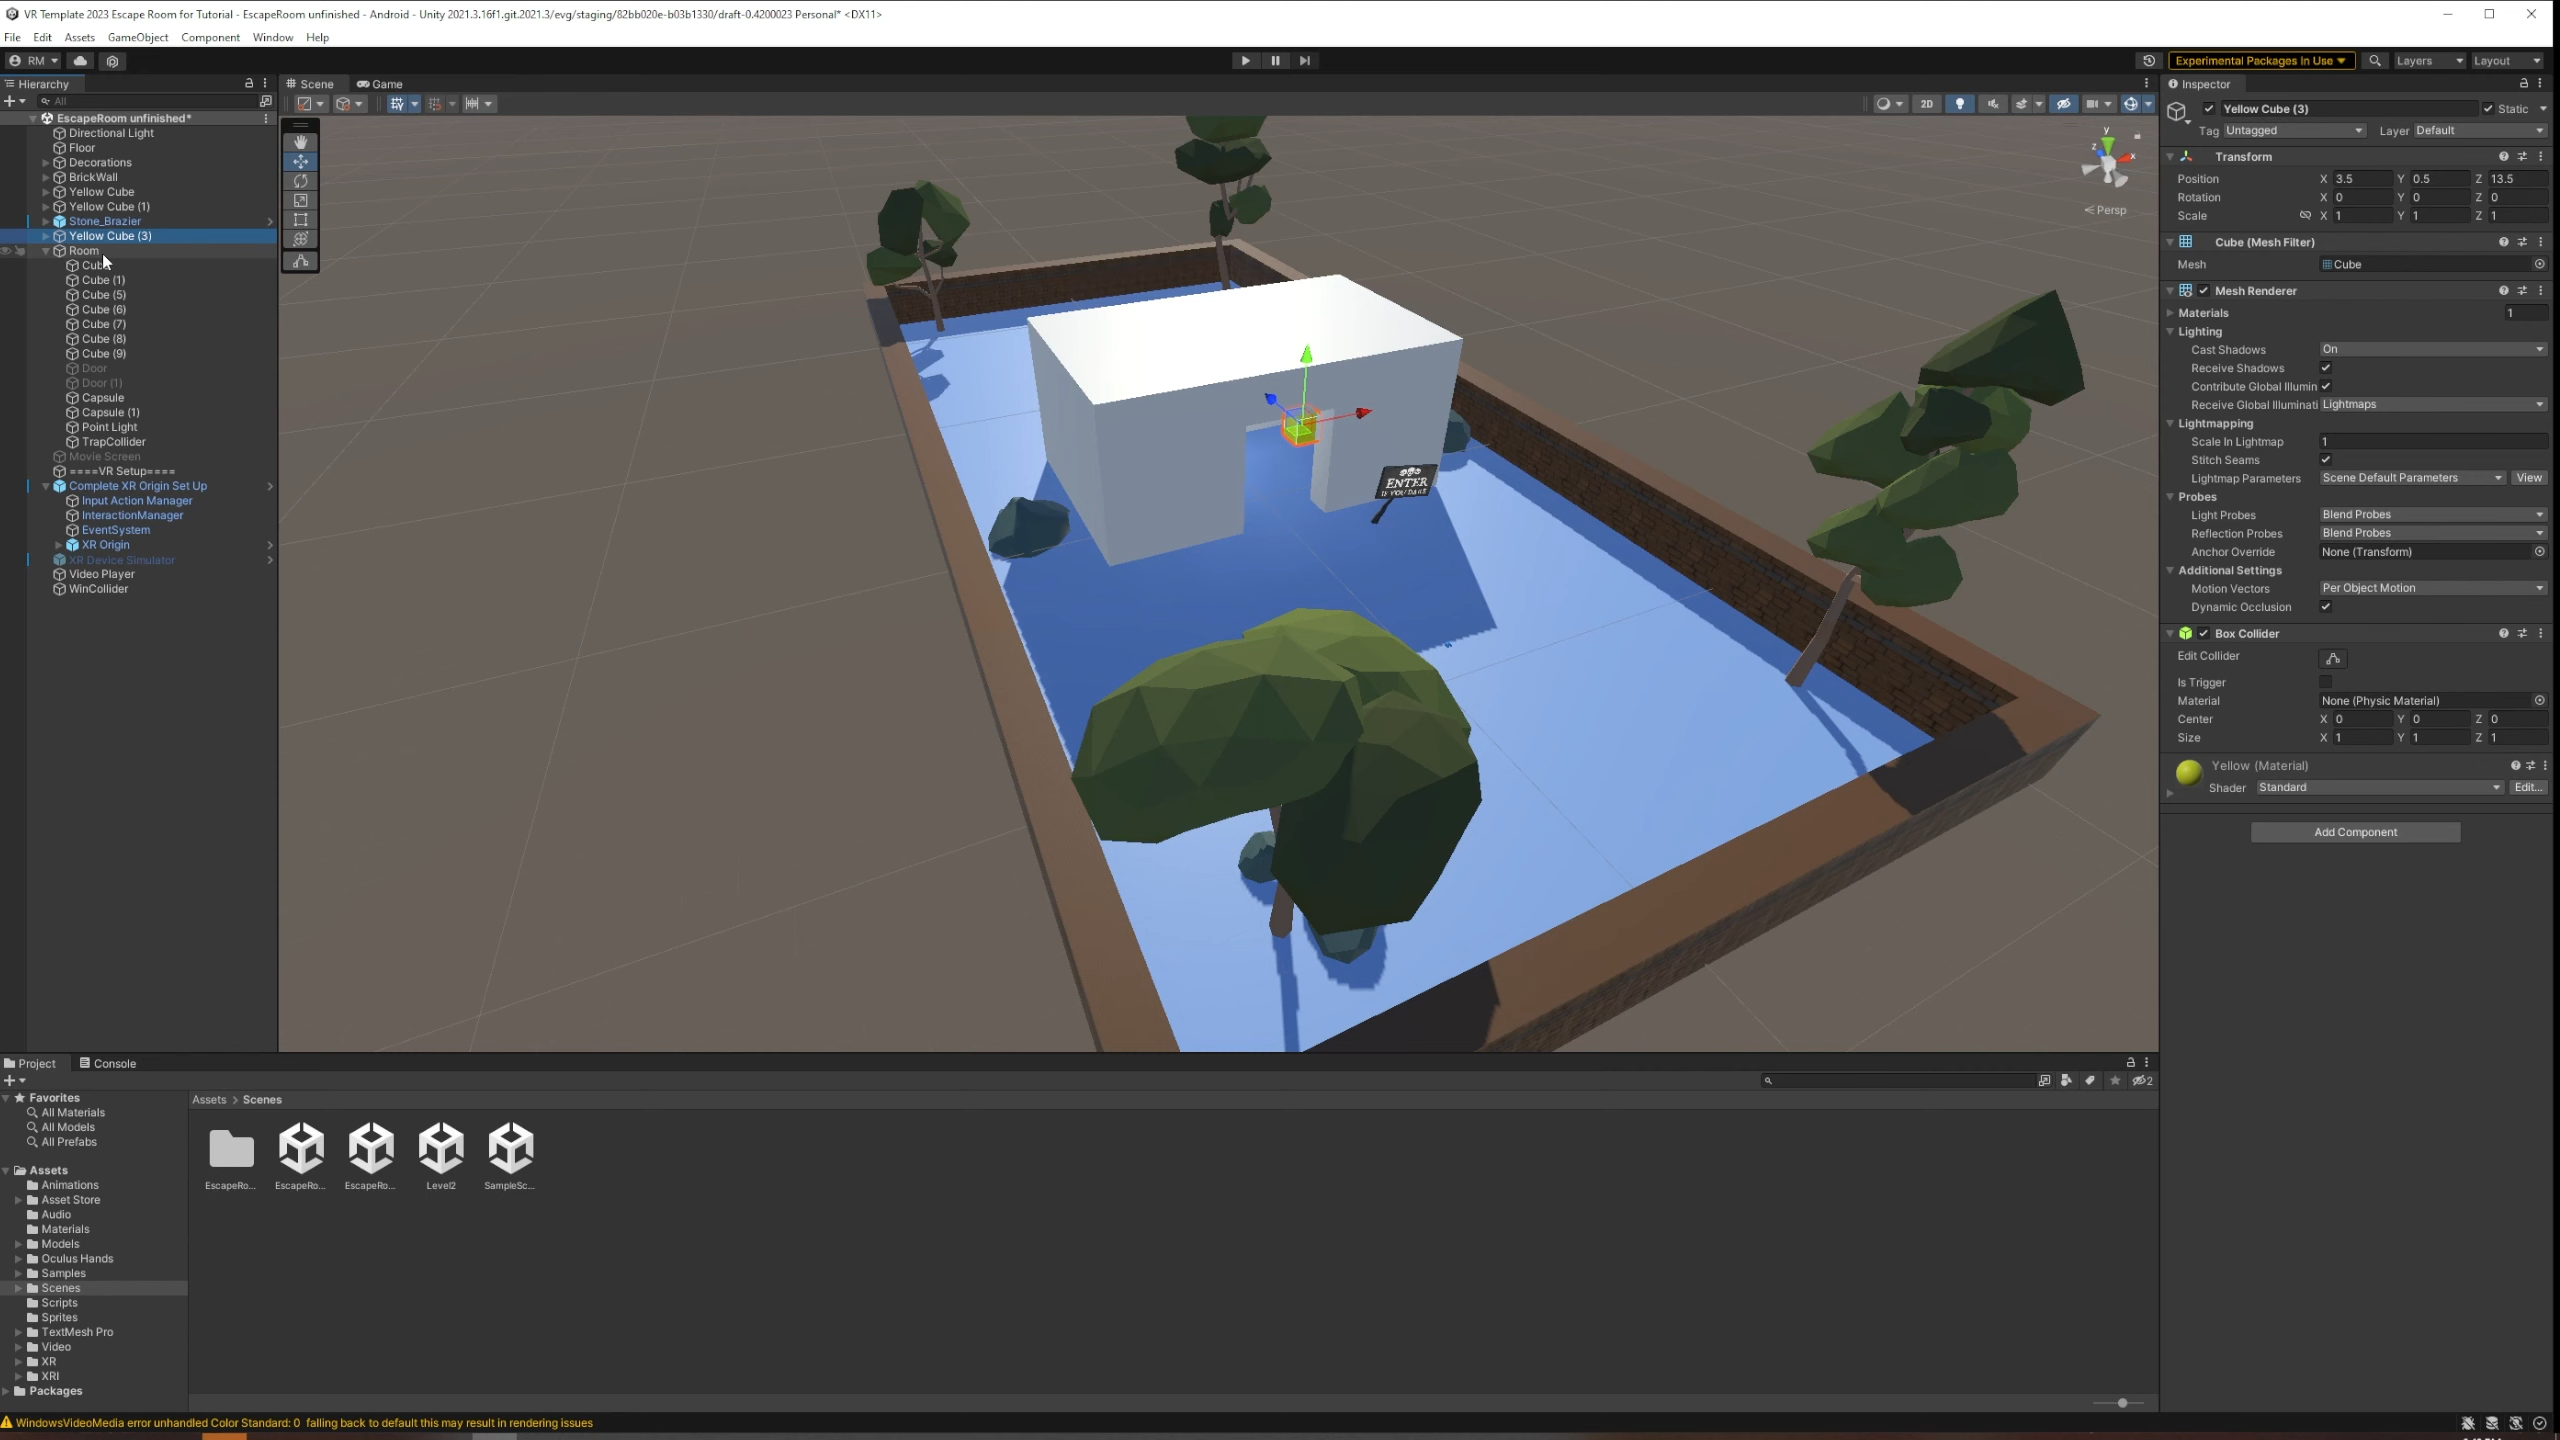 VR Template 2023 Escape Room for Tutorial - EscapeRoom unfinished - Android - Unity 2021.3.16f1.git.2021.3/evg/staging/82bb020e-b03b1330/draft-0.4200023 Personal* <DX11>
File Edit Assets GameObject Component Window Help
RM Experimental Packages In Use Layers Layout
Hierarchy
All
EscapeRoom unfinished*
Directional Light
Floor
Decorations
BrickWall
Yellow Cube
Yellow Cube (1)
Stone_Brazier
Yellow Cube (3)
Room
Cube (1)
Cube (5)
Cube (6)
Cube (7)
Cube (8)
Cube (9)
Door
Door (1)
Capsule
Capsule (1)
Point Light
TrapCollider
Movie Screen
====VR Setup====
Complete XR Origin Set Up
Input Action Manager
InteractionManager
EventSystem
XR Origin
XR Device Simulator
Video Player
WinCollider
Scene Game
2D
y
z x
Persp
ENTER
IF YOU DARE
Inspector
Yellow Cube (3) Static
Tag Untagged Layer Default
Transform
Position X 3.5 Y 0.5 Z 13.5
Rotation X 0 Y 0 Z 0
Scale X 1 Y 1 Z 1
Cube (Mesh Filter)
Mesh Cube
Mesh Renderer
Materials 1
Lighting
Cast Shadows On
Receive Shadows
Contribute Global Illumin
Receive Global Illuminati Lightmaps
Lightmapping
Scale In Lightmap 1
Stitch Seams
Lightmap Parameters Scene Default Parameters View
Probes
Light Probes Blend Probes
Reflection Probes Blend Probes
Anchor Override None (Transform)
Additional Settings
Motion Vectors Per Object Motion
Dynamic Occlusion
Box Collider
Edit Collider
Is Trigger
Material None (Physic Material)
Center X 0 Y 0 Z 0
Size X 1 Y 1 Z 1
Yellow (Material)
Shader Standard Edit...
Add Component
Project Console
2
Favorites
All Materials
All Models
All Prefabs
Assets
Animations
Asset Store
Audio
Materials
Models
Oculus Hands
Samples
Scenes
Scripts
Sprites
TextMesh Pro
Video
XR
XRI
Packages
Assets > Scenes
EscapeRo... EscapeRo... EscapeRo... Level2 SampleSc...
WindowsVideoMedia error unhandled Color Standard: 0 falling back to default this may result in rendering issues